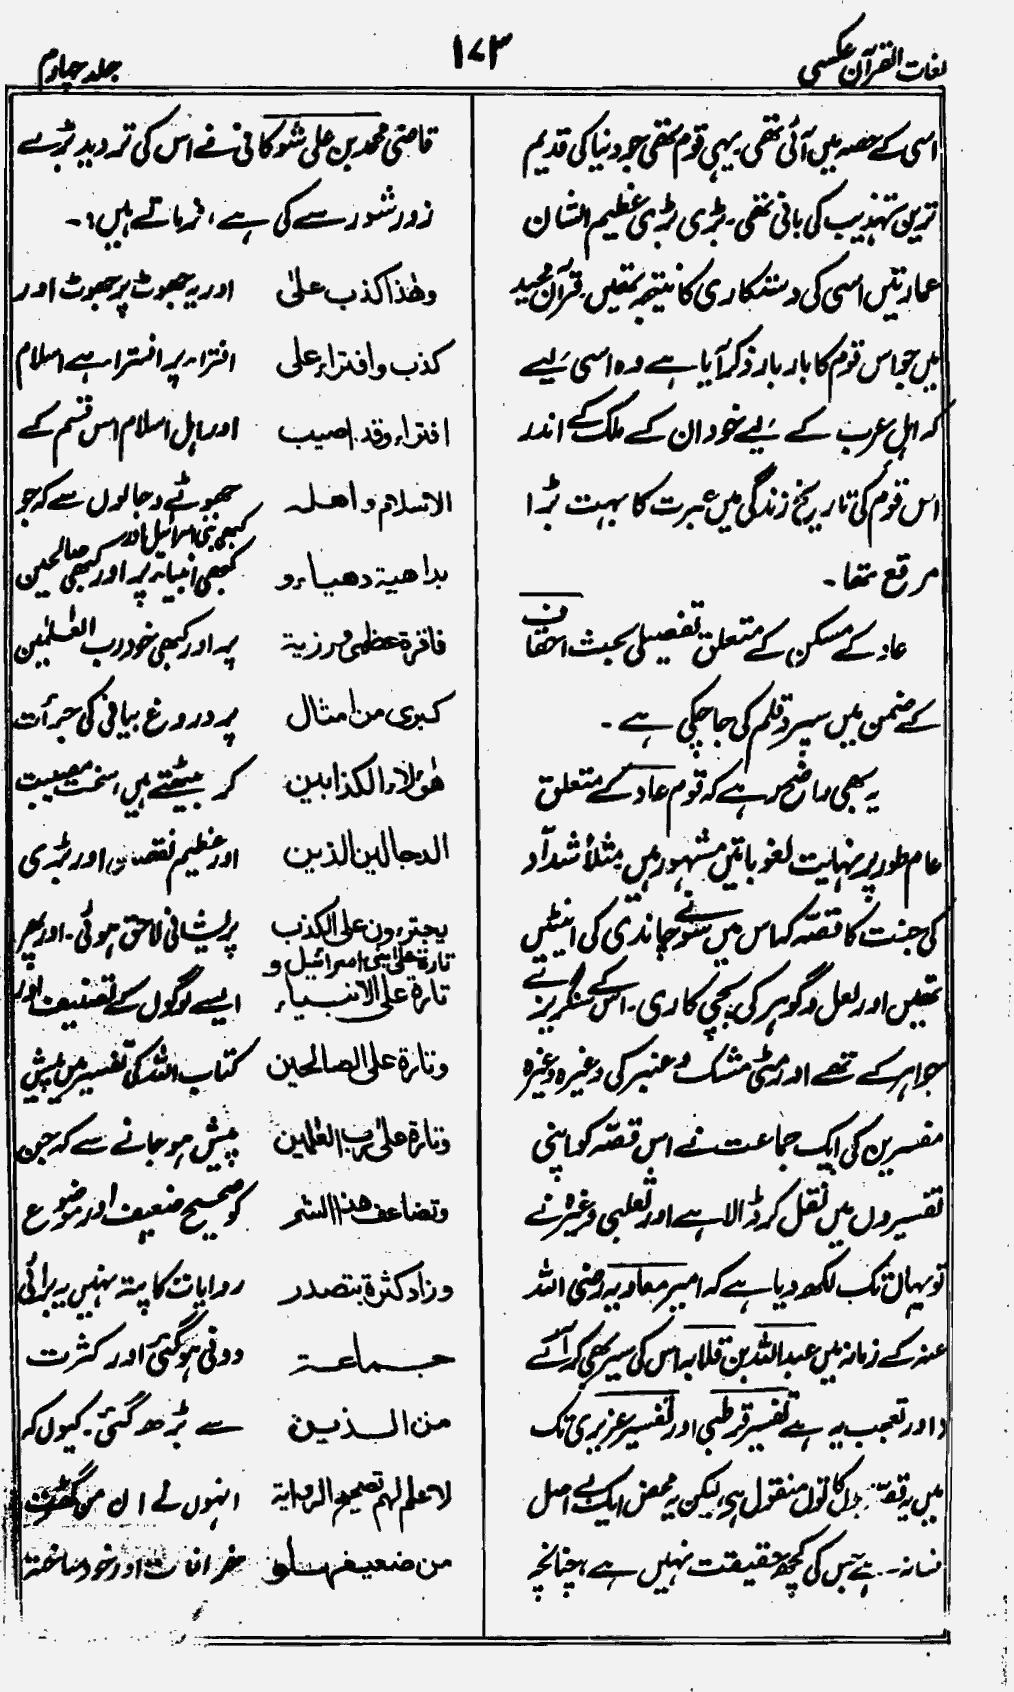 لغات القرآن عکسی
۱۷۳
جلد چہارم
اسی کے حصہ میں آئی تھی یہی قوم تھی جو دنیا کی قدیم
ترین تہذیب کی بانی تھی۔ بڑی بڑی عظیم الشان
عمارتیں اسی کی دستکاری کا نتیجہ تھیں۔ قرآن مجید
میں جو اس قوم کا بار بار ذکر آیا ہے وہ اسی لیے
کہ اہل عرب کے لیے خود ان کے ملک کے اندر
اس قوم کی تاریخ زندگی میں عبرت کا بہت بڑا
مرقع تھا۔
عاد کے مسکن کے متعلق تفصیلی بحث احقاف
کے ضمن میں سپرد قلم کی جا چکی ہے۔
یہ بھی واضح رہے کہ قوم عاد کے متعلق
عام طور پر نہایت لغو باتیں مشہور ہیں مثلاً شداد
کی جنت کا قصہ کہ اس میں سونے چاندی کی اینٹیں
تھیں اور لعل و گوہر کی پچی کاری۔ اس کے سنگریزے
جواہر کے تھے اور مٹی مشک و عنبر کی وغیرہ وغیرہ
مفسرین کی ایک جماعت نے اس قصہ کو اپنی
تفسیروں میں نقل کر ڈالا ہے اور ثعلبی وغیرہ نے
تو یہاں تک لکھ دیا ہے کہ امیر معاویہ رضی اللہ
عنہ کے زمانہ میں عبداللہ بن قلابہ اس کی سیر بھی کر آئے
(اور تعجب یہ ہے تفسیر قرطبی اور تفسیر عزیزی تک
میں یہ قصہ کا قول منقول ہے) لیکن یہ محض ایک بے اصل
فسانہ ہے جس کی کچھ حقیقت نہیں ہے، چنانچہ
قاضی محمد بن علی شوکانی نے اس کی تردید بڑے
زور شور سے کی ہے، فرماتے ہیں:۔
وھٰذا کذب علیٰ
کذب وافتراء علی
افتراء وقد اصیب
الاسلام واھلہ
بداھیۃ دھیاء و
فاقرۃ عظمیٰ ورزیۃ
کبری من امثال
ھٰؤلاء الکذابین
الدجالین الذین
یجترءون علی الکذب
تارۃ علی بنی اسرائیل و
تارۃ علی الانبیاء
وتارۃ علی الصالحین
وتارۃ علیٰ رب العٰلمین
وتضاعف ھذا الشر
وزاد کثرۃ بتصدر
جماعۃ
من الذین
لا علم لہم تصحیح الروایۃ
من ضعیفہا و
اور یہ جھوٹ پر جھوٹ اور
افتراء پر افتراء ہے اسلام
اور اہل اسلام اس قسم کے
جھوٹے دجالوں سے کہ جو
کبھی بنی اسرائیل اور
کبھی انبیاء پر اور کبھی صالحین
پر اور کبھی خود رب العٰلمین
پر دروغ بیانی کی جرأت
کر بیٹھتے ہیں، سخت مصیبت
اور عظیم نقصان اور بڑی
پریشانی لاحق ہوئی۔ اور پھر
ایسے لوگوں کے تصنیف اور
کتاب اللہ کی تفسیر میں پیش
پیش ہو جانے سے کہ جن
کو صحیح ضعیف اور موضوع
روایات کا پتہ نہیں یہ برائی
دونی ہو گئی اور کثرت
سے بڑھ گئی۔ کیوں کہ
انہوں نے ان من گھڑت
خرافات اور خود ساختہ